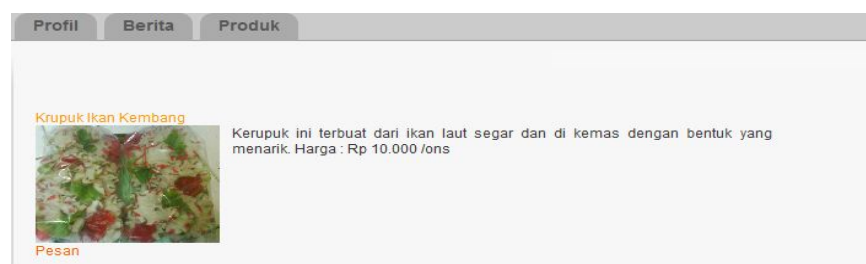 Profil Berita Produk
Krupuk Ikan Kembang
Kerupuk ini terbuat dari ikan laut segar dan di kemas dengan bentuk yang
menarik. Harga : Rp 10.000 /ons
Pesan